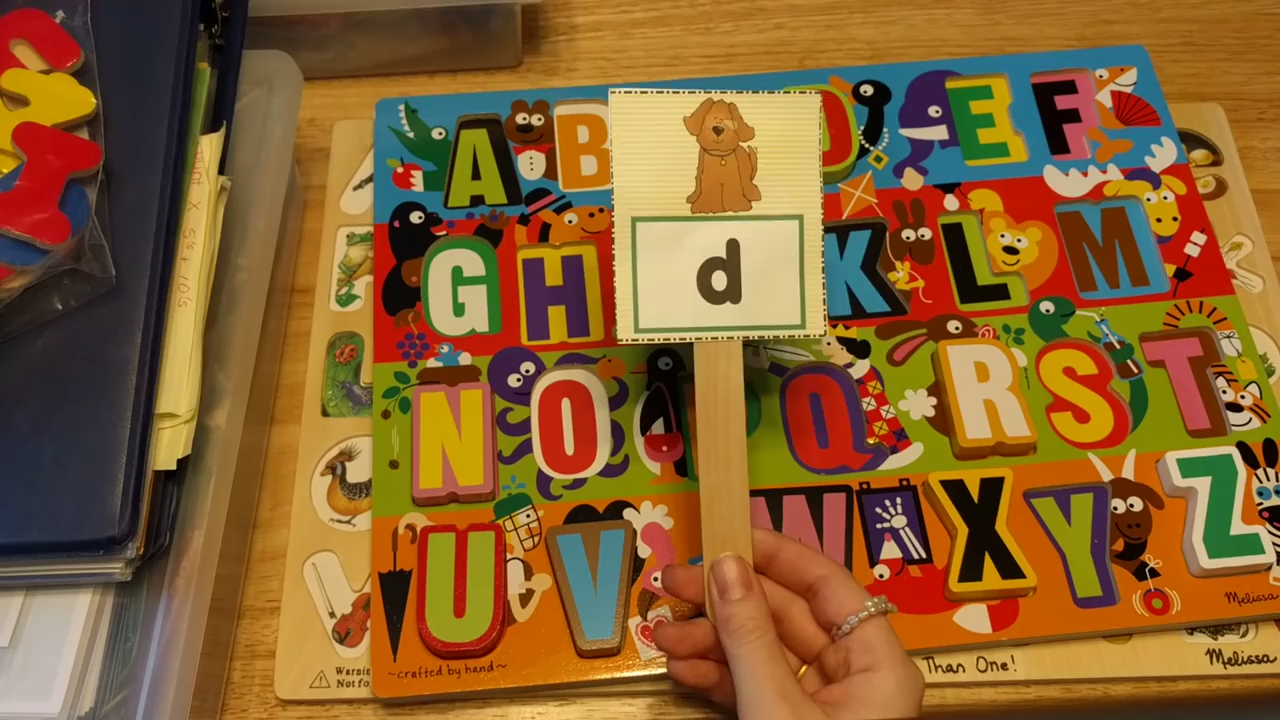 A B D E F
d
G H K L M
N O Q R S T
U V W X Y Z
~crafted by hand~
Melissa
Than One!
Melissa